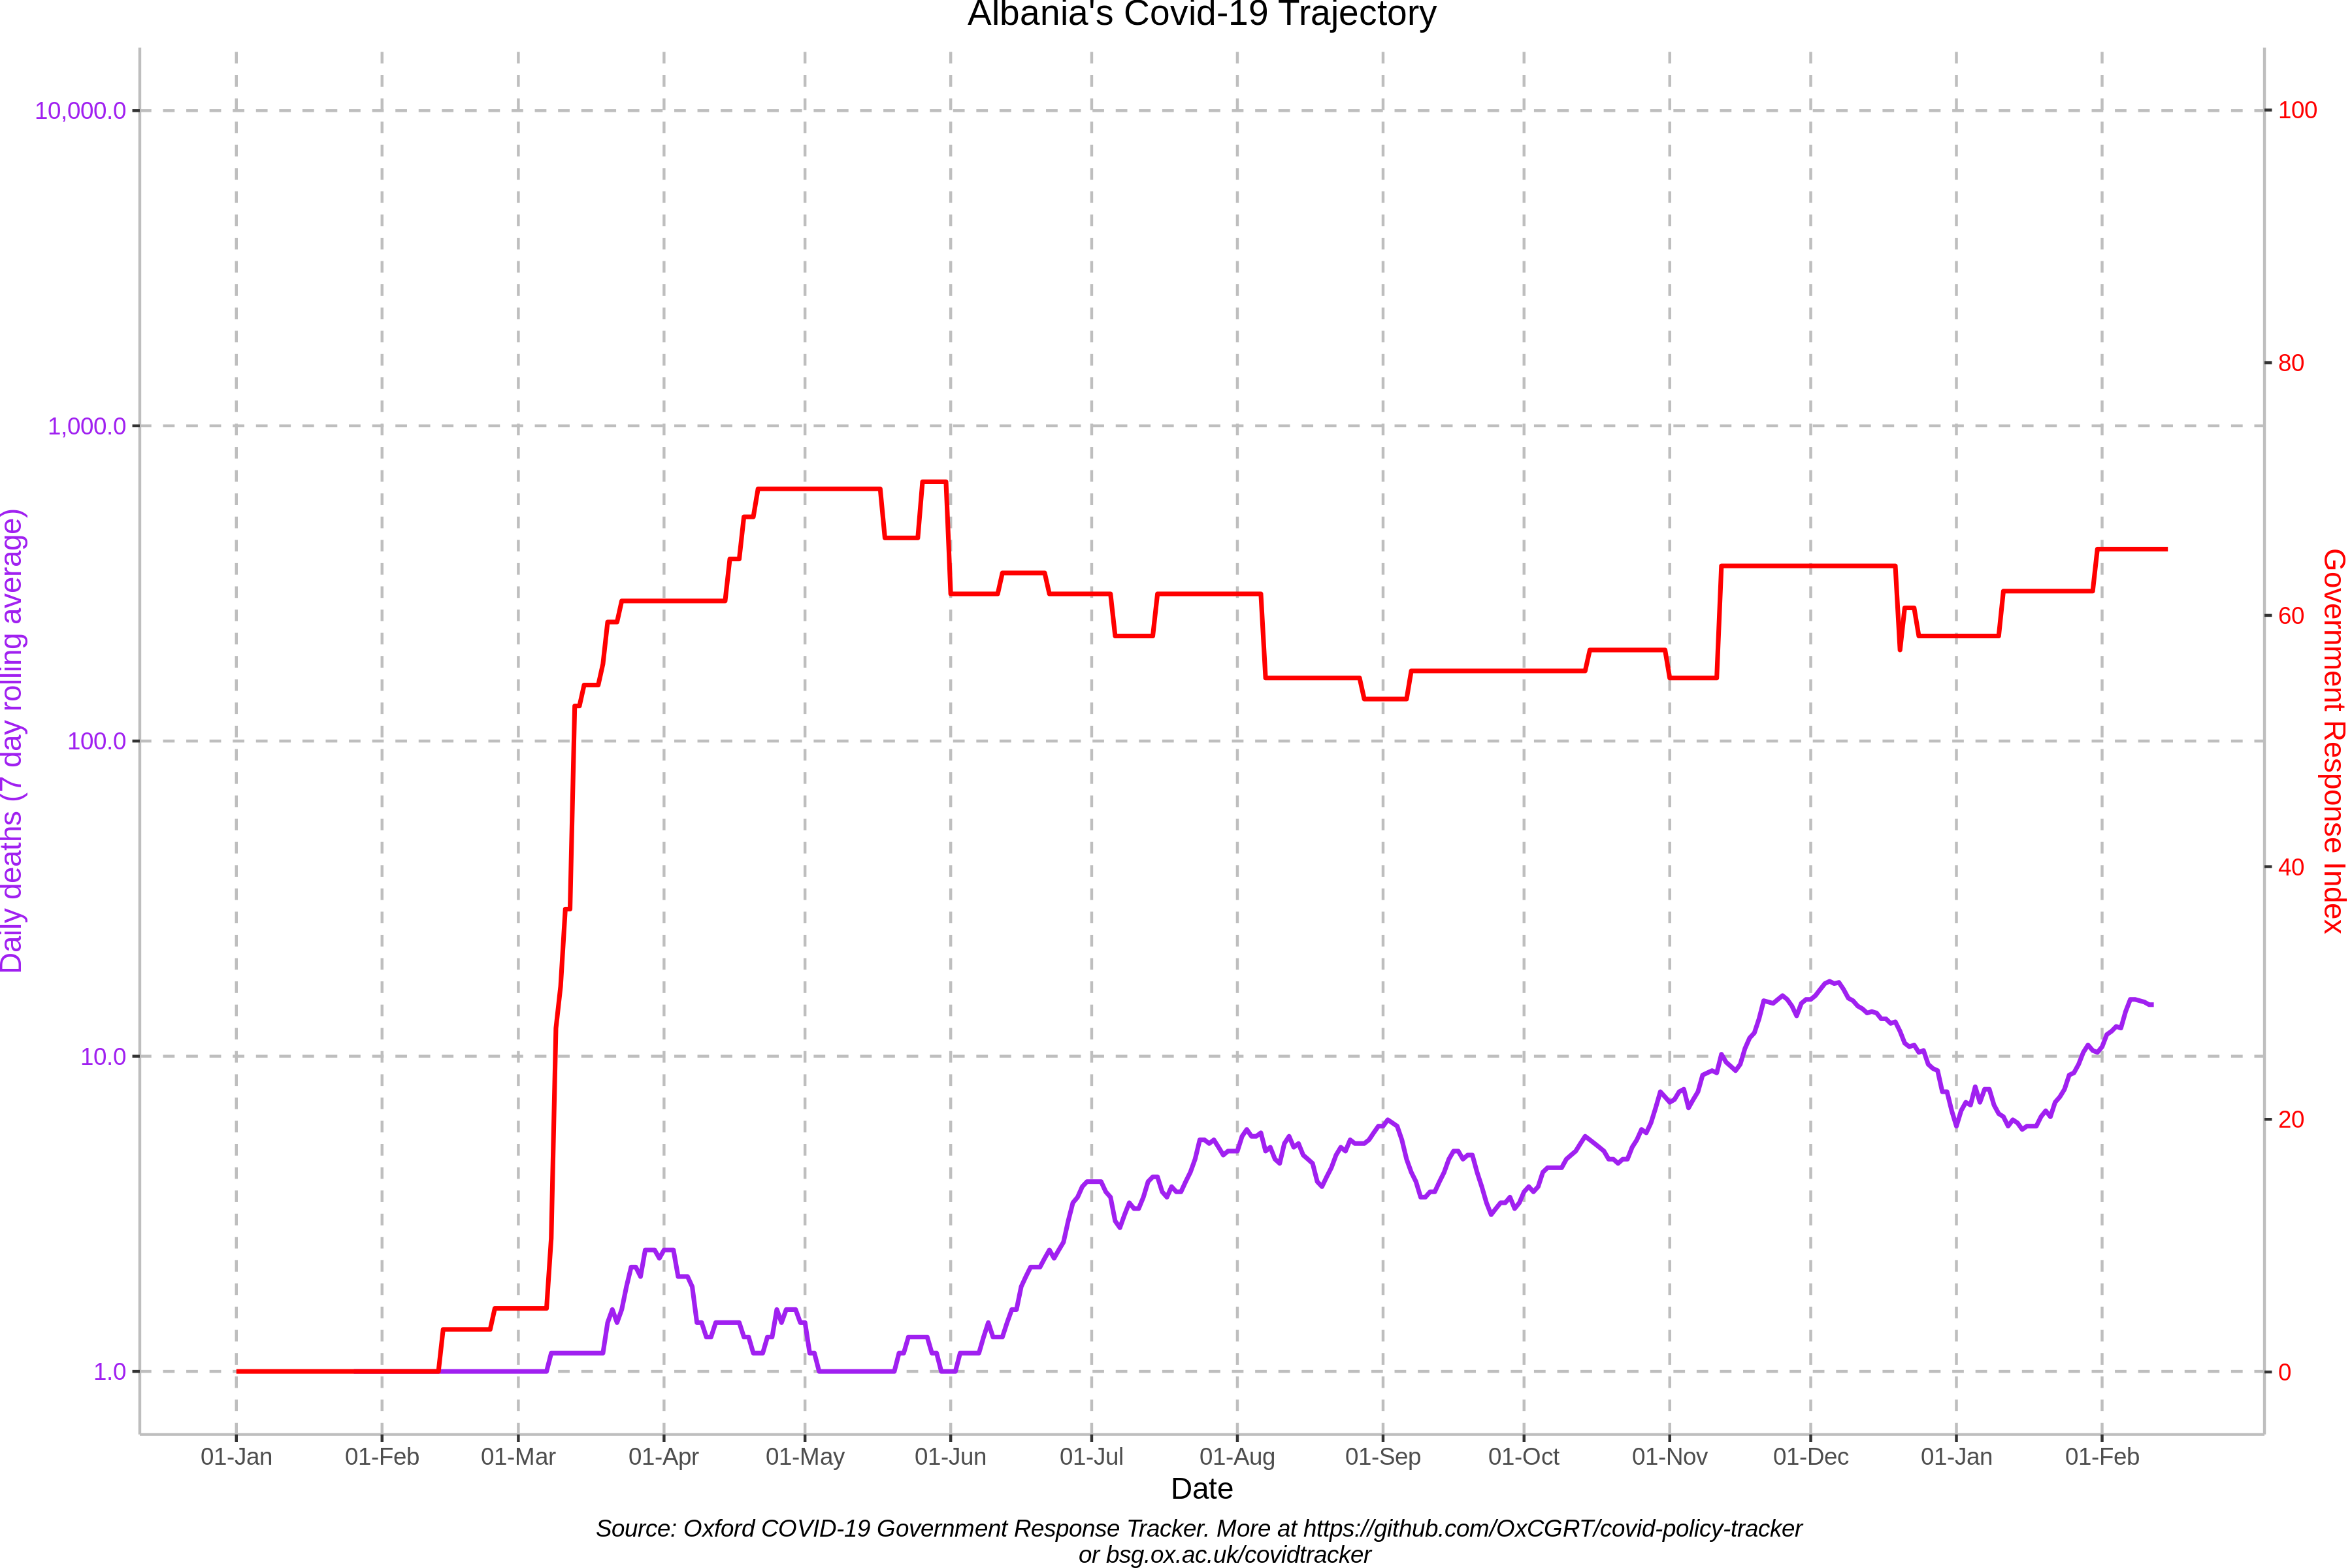 Albania's Covid-19 Trajectory
10,000.0
1,000.0
100.0
10.0
1.0
Daily deaths (7 day rolling average)
100
80
60
40
20
0
Government Response Index
01-Jan 01-Feb 01-Mar 01-Apr 01-May 01-Jun 01-Jul 01-Aug 01-Sep 01-Oct 01-Nov 01-Dec 01-Jan 01-Feb
Date
Source: Oxford COVID-19 Government Response Tracker. More at https://github.com/OxCGRT/covid-policy-tracker
or bsg.ox.ac.uk/covidtracker